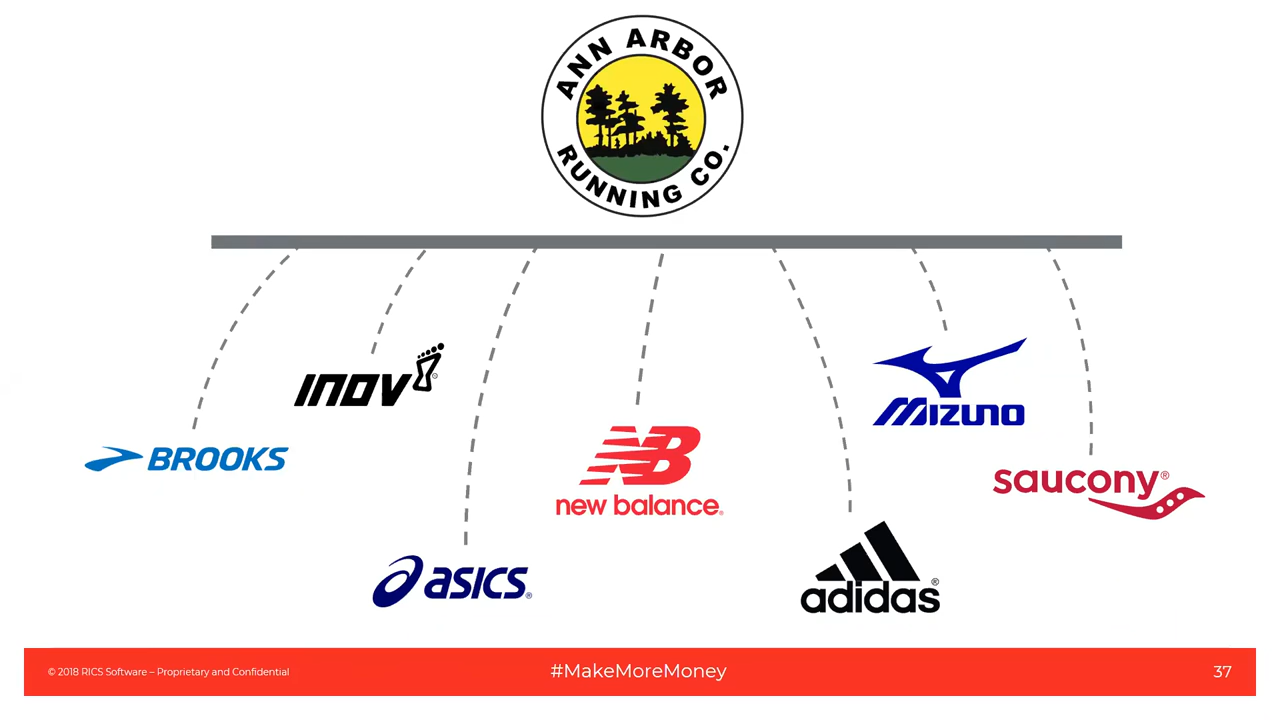 ANN ARBOR
RUNNING CO.
INOV
MIZUNO
BROOKS
saucony®
new balance®
asics®
adidas®
© 2018 RICS Software – Proprietary and Confidential
#MakeMoreMoney
37